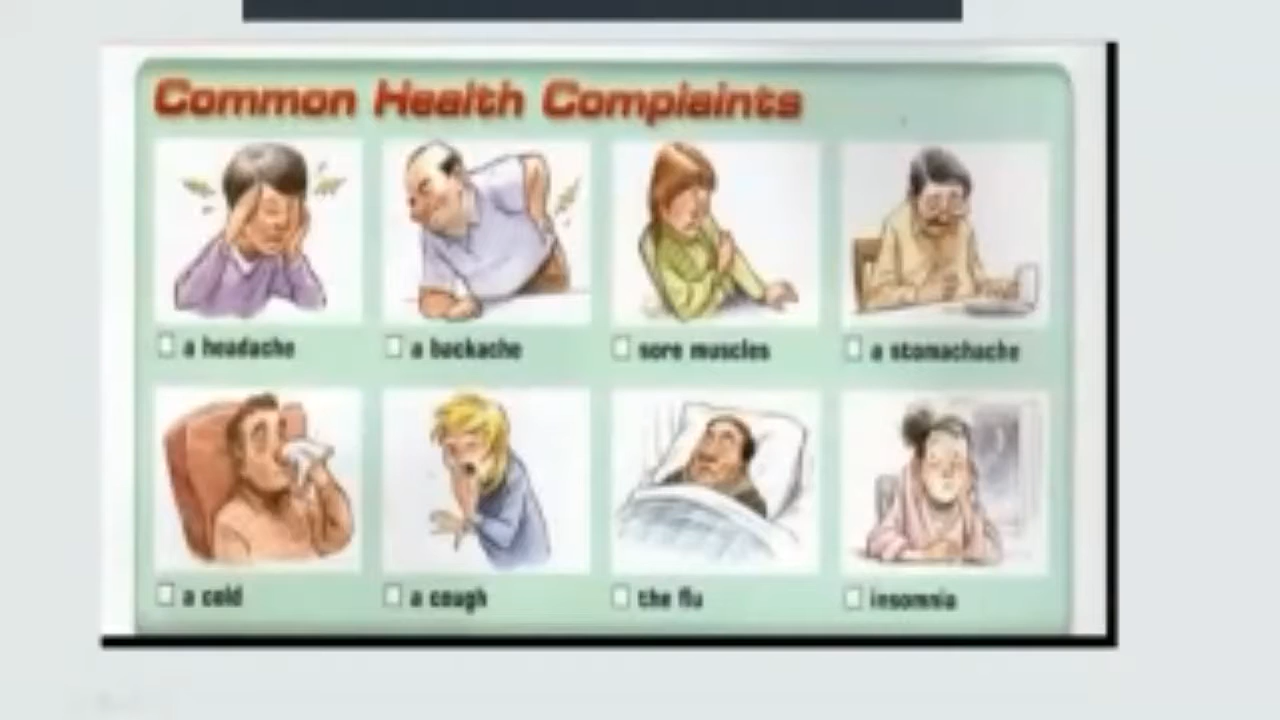 Common Health Complaints
a headache
a backache
sore muscles
a stomachache
a cold
a cough
the flu
insomnia